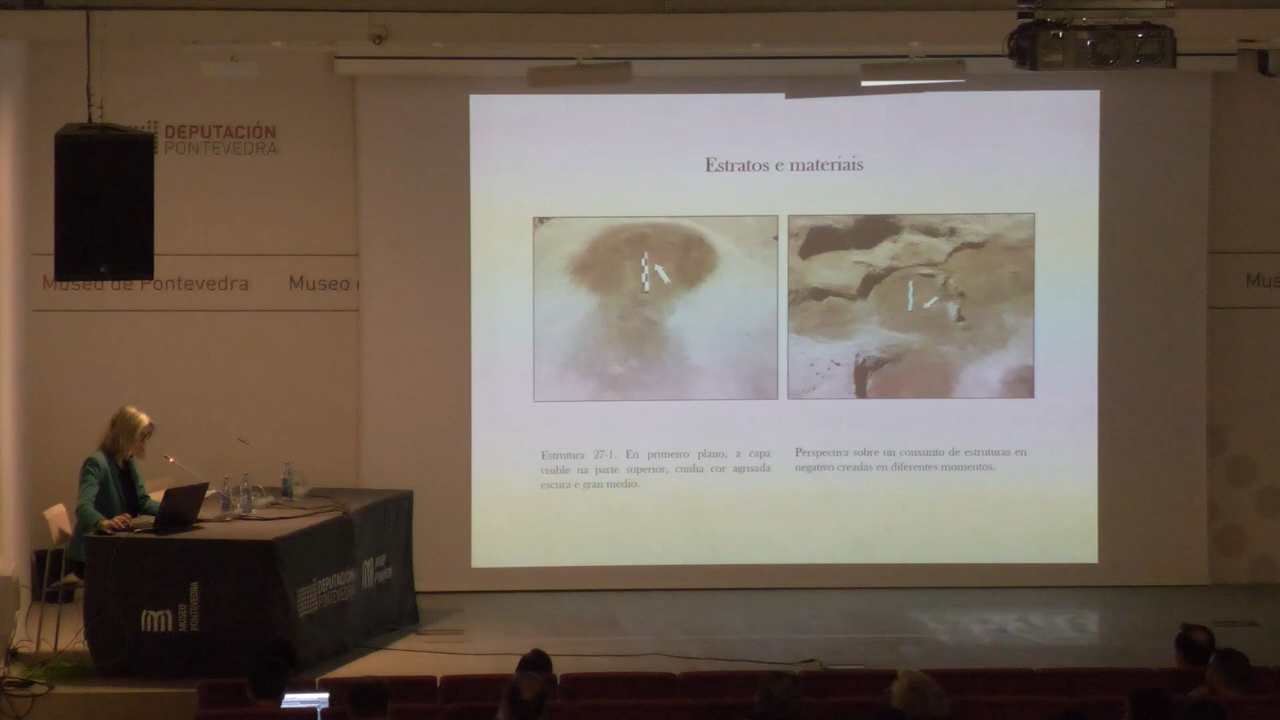 DEPUTACIÓN
PONTEVEDRA
Museo de Pontevedra
Museo
Mus
Estratos e materiais
Estrutura 27-1. En primeiro plano, a capa
visible na parte superior, cunha cor agrisada
escura e gran medio.
Perspectiva sobre un conxunto de estruturas en
negativo creadas en diferentes momentos.
MUSEO
PONTEVEDRA
DEPUTACIÓN
PONTEVEDRA